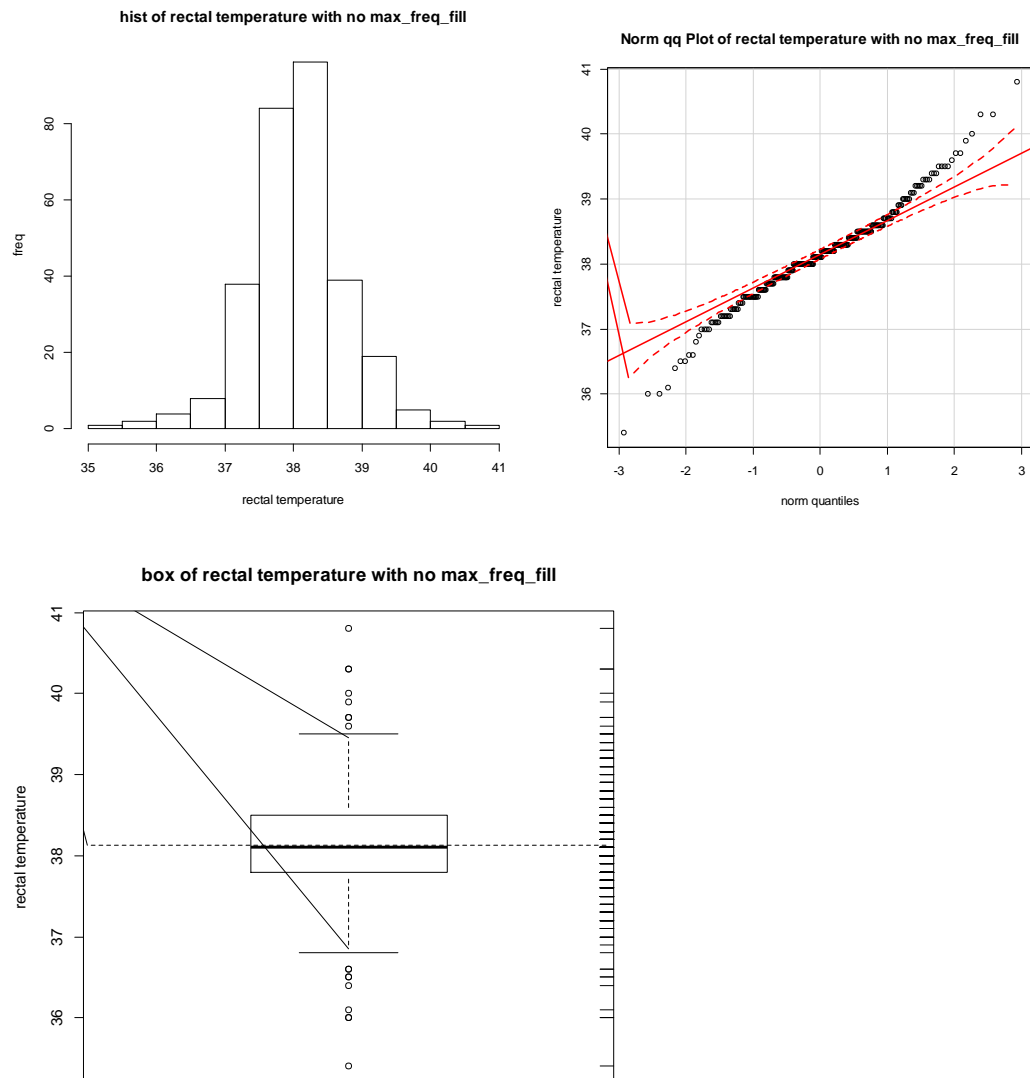 hist of rectal temperature with no max_freq_fill
freq
80
60
40
20
0
35 36 37 38 39 40 41
rectal temperature
Norm qq Plot of rectal temperature with no max_freq_fill
rectal temperature
41
40
39
38
37
36
-3 -2 -1 0 1 2 3
norm quantiles
box of rectal temperature with no max_freq_fill
rectal temperature
41
40
39
38
37
36